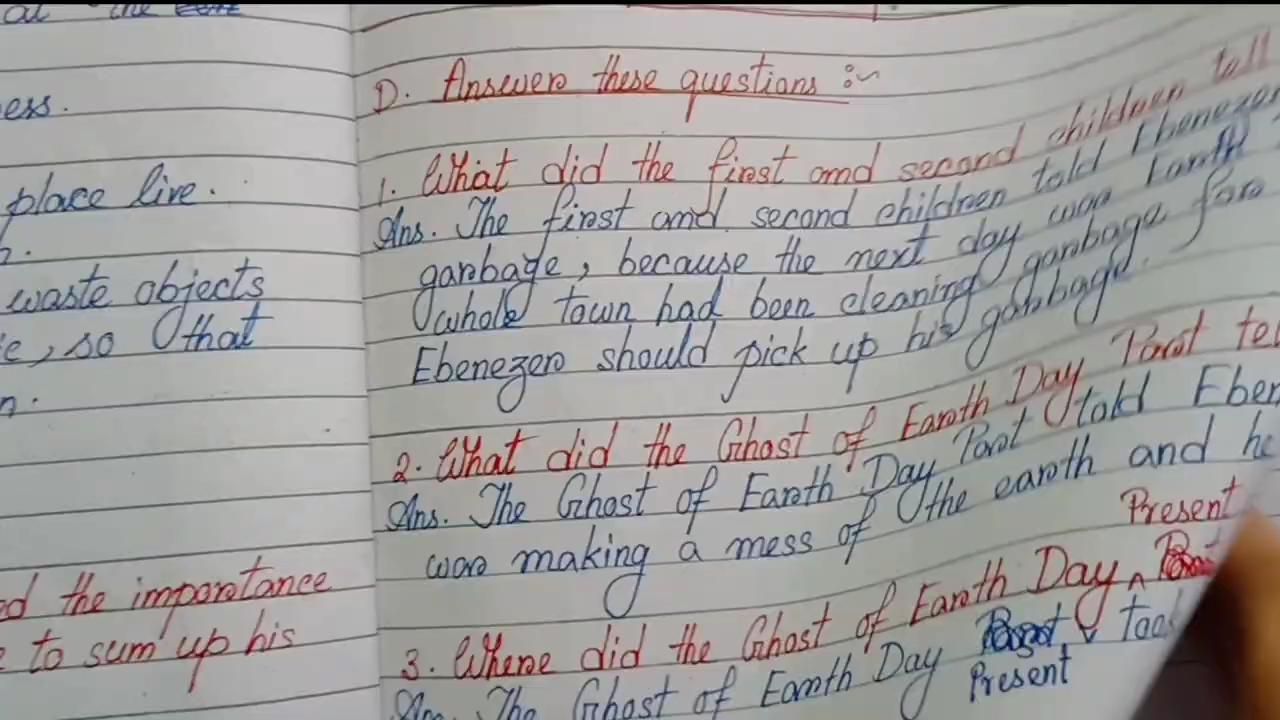 ess.
place live.
waste objects
so that
n.
ed the importance
to sum up his
D. Answer these questions :~
1. What did the first and second children tell
Ans. The first and second children told Ebenezer
garbage, because the next day was Earth
whole town had been cleaning garbage for
Ebenezer should pick up his garbage.
2. What did the Ghost of Earth Day Past
Ans. The Ghost of Earth Day Past told Eben
was making a mess of the earth and he
Present
3. Where did the Ghost of Earth Day ^
Ans. The Ghost of Earth Day took
Present